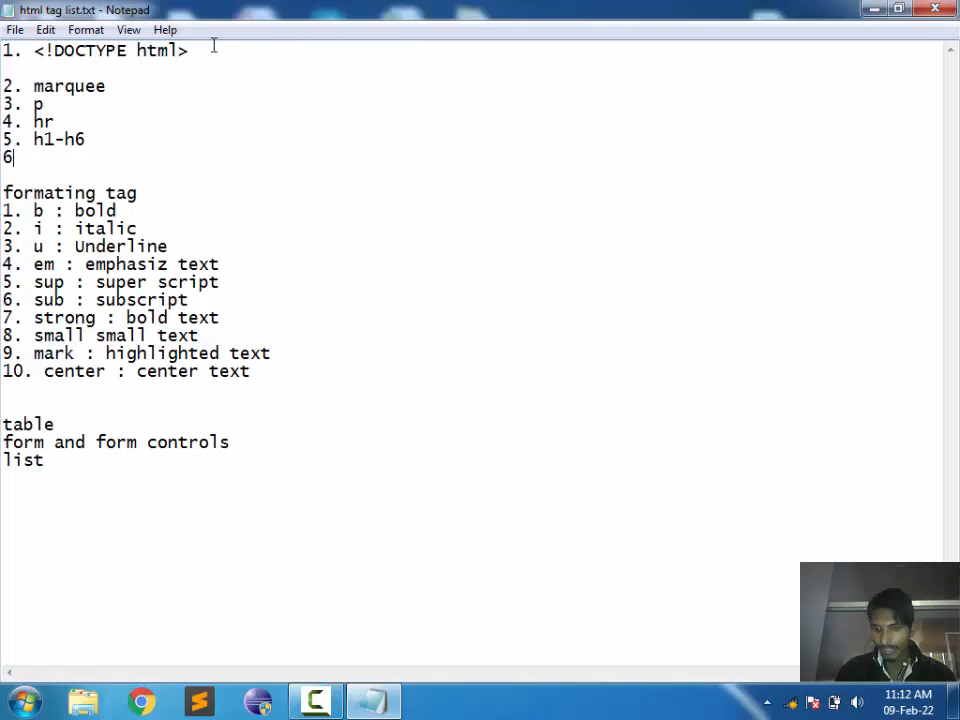 html tag list.txt - Notepad
File Edit Format View Help
1. <!DOCTYPE html>
2. marquee
3. p
4. hr
5. h1-h6
6
formating tag
1. b : bold
2. i : italic
3. u : Underline
4. em : emphasiz text
5. sup : super script
6. sub : subscript
7. strong : bold text
8. small small text
9. mark : highlighted text
10. center : center text
table
form and form controls
list
11:12 AM
09-Feb-22